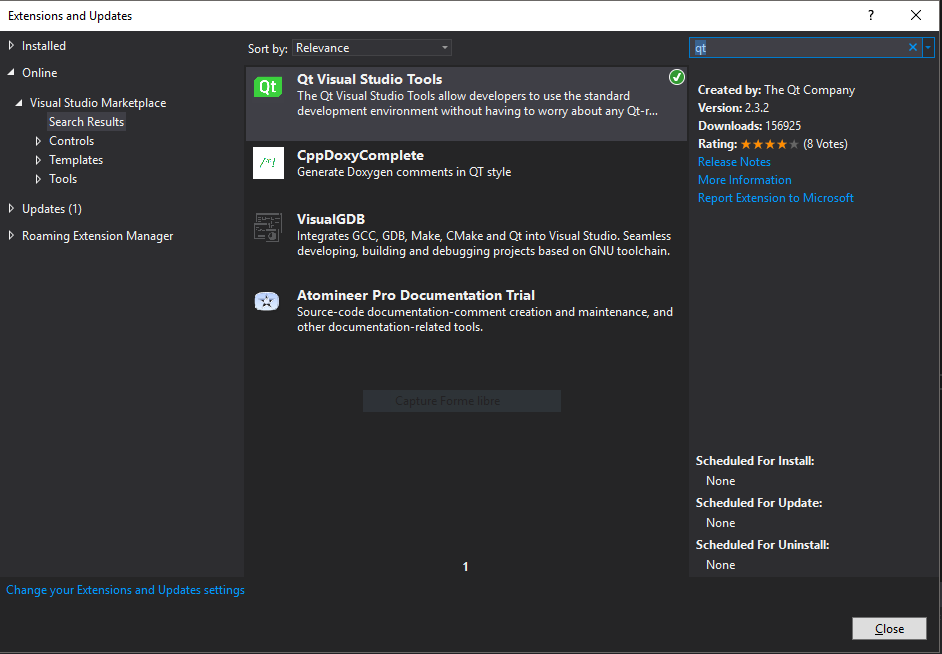 Extensions and Updates
?
Installed
Online
Visual Studio Marketplace
Search Results
Controls
Templates
Tools
Updates (1)
Roaming Extension Manager
Change your Extensions and Updates settings
Sort by: Relevance
Qt
Qt Visual Studio Tools
The Qt Visual Studio Tools allow developers to use the standard
development environment without having to worry about any Qt-r...
/*!
CppDoxyComplete
Generate Doxygen comments in QT style
VisualGDB
Integrates GCC, GDB, Make, CMake and Qt into Visual Studio. Seamless
developing, building and debugging projects based on GNU toolchain.
Atomineer Pro Documentation Trial
Source-code documentation-comment creation and maintenance, and
other documentation-related tools.
Capture Forme libre
1
qt
Created by: The Qt Company
Version: 2.3.2
Downloads: 156925
Rating: ★★★★★ (8 Votes)
Release Notes
More Information
Report Extension to Microsoft
Scheduled For Install:
None
Scheduled For Update:
None
Scheduled For Uninstall:
None
Close